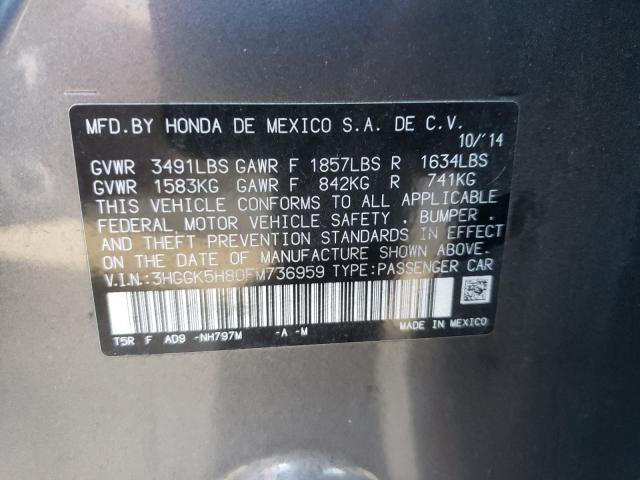 MFD.BY HONDA DE MEXICO S.A. DE C.V.
10/'14
GVWR 3491LBS GAWR F 1857LBS R 1634LBS
GVWR 1583KG GAWR F 842KG R 741KG
THIS VEHICLE CONFORMS TO ALL APPLICABLE
FEDERAL MOTOR VEHICLE SAFETY . BUMPER .
AND THEFT PREVENTION STANDARDS IN EFFECT
ON THE DATE OF MANUFACTURE SHOWN ABOVE.
V.I.N.:3HGGK5H80FM736959 TYPE:PASSENGER CAR
T5R F AD9 -NH797M -A -M MADE IN MEXICO